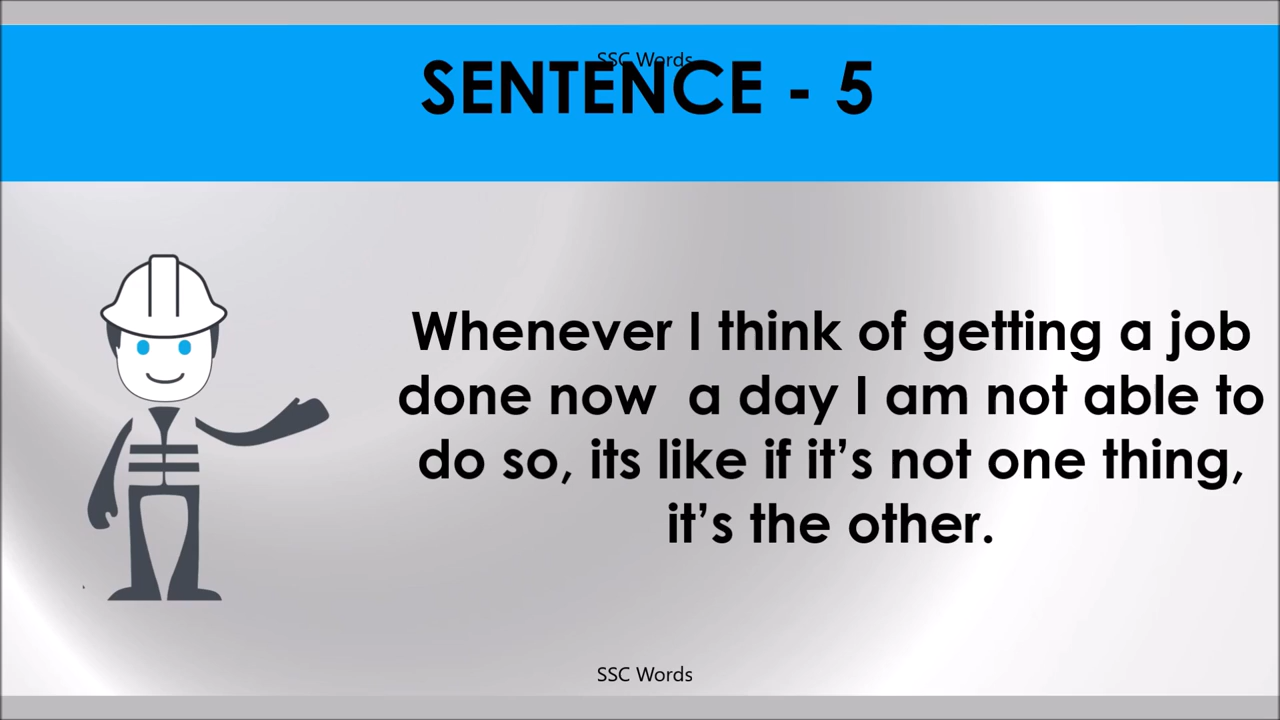 SSC Words
SENTENCE - 5
Whenever I think of getting a job
done now  a day I am not able to
do so, its like if it’s not one thing,
it’s the other.
SSC Words